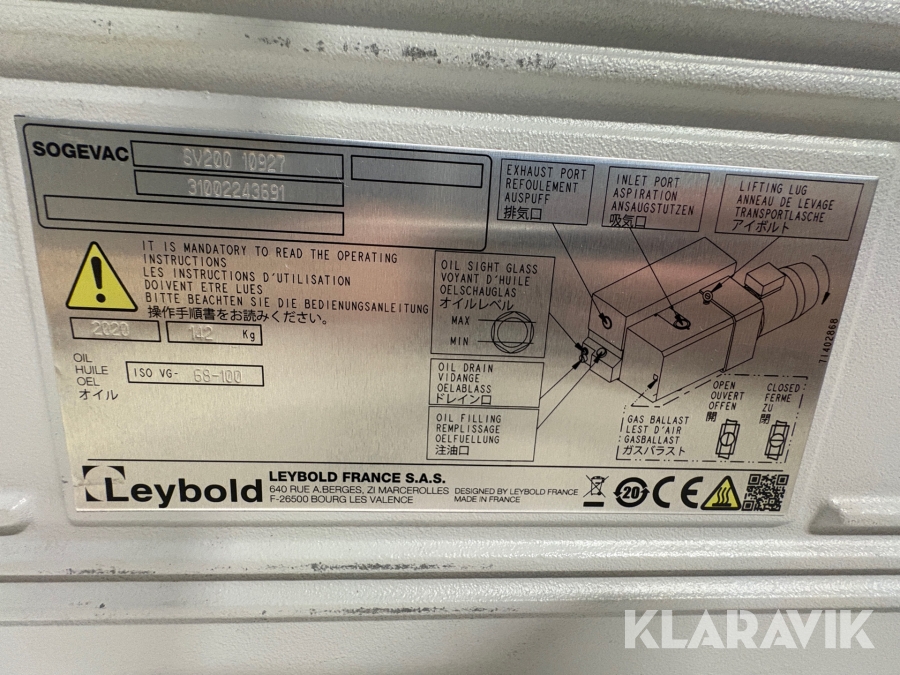 SOGEVAC
SV200 10927
31002243691
IT IS MANDATORY TO READ THE OPERATING
INSTRUCTIONS
LES INSTRUCTIONS D'UTILISATION
DOIVENT ETRE LUES
BITTE BEACHTEN SIE DIE BEDIENUNGSANLEITUNG
操作手順書をお読みください。
2020
142 Kg
OIL
HUILE
OEL
オイル
ISO VG- 68-100
EXHAUST PORT
REFOULEMENT
AUSPUFF
排気口
INLET PORT
ASPIRATION
ANSAUGSTUTZEN
吸気口
LIFTING LUG
ANNEAU DE LEVAGE
TRANSPORTLASCHE
アイボルト
OIL SIGHT GLASS
VOYANT D'HUILE
OELSCHAUGLAS
オイルレベル
MAX
MIN
OIL DRAIN
VIDANGE
OELABLASS
ドレイン口
OIL FILLING
REMPLISSAGE
OELFUELLUNG
注油口
GAS BALLAST
LEST D'AIR
GASBALLAST
ガスバラスト
OPEN
OUVERT
OFFEN
開
CLOSED
FERME
ZU
閉
71402868
Leybold
LEYBOLD FRANCE S.A.S.
640 RUE A.BERGES, ZI MARCEROLLES
F-26500 BOURG LES VALENCE
DESIGNED BY LEYBOLD FRANCE
MADE IN FRANCE
20
CE
KLARAVIK